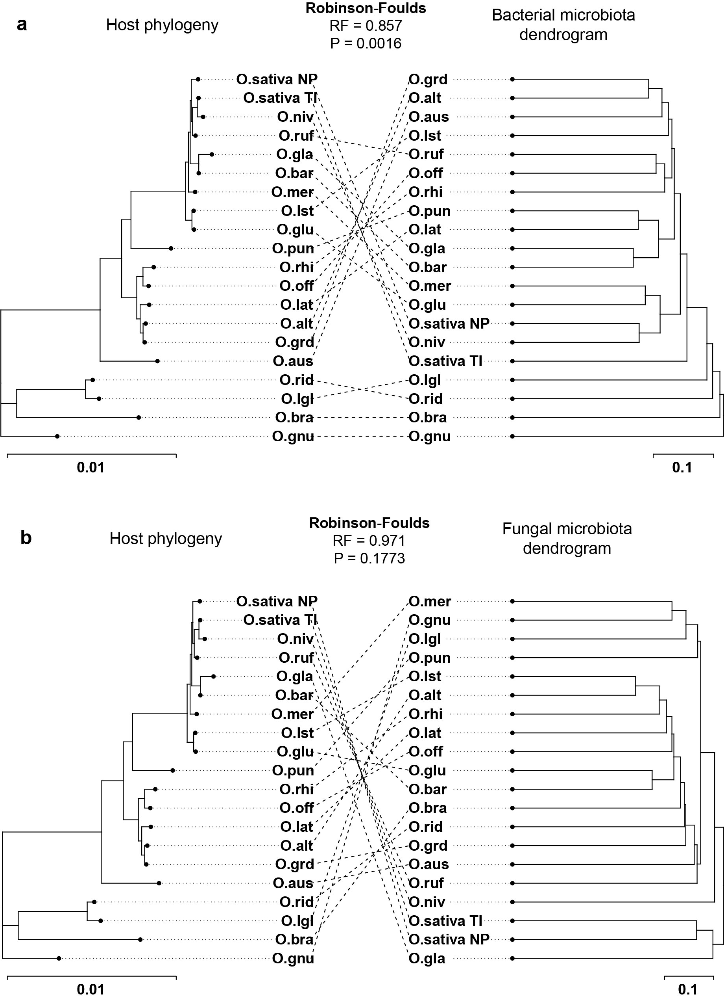 a
Host phylogeny
Robinson-Foulds
RF = 0.857
P = 0.0016
Bacterial microbiota
dendrogram
O.sativa NP
O.sativa TI
O.niv
O.ruf
O.gla
O.bar
O.mer
O.lst
O.glu
O.pun
O.rhi
O.off
O.lat
O.alt
O.grd
O.aus
O.rid
O.lgl
O.bra
O.gnu
0.01
O.grd
O.alt
O.aus
O.lst
O.ruf
O.off
O.rhi
O.pun
O.lat
O.gla
O.bar
O.mer
O.glu
O.sativa NP
O.niv
O.sativa TI
O.lgl
O.rid
O.bra
O.gnu
0.1
b
Host phylogeny
Robinson-Foulds
RF = 0.971
P = 0.1773
Fungal microbiota
dendrogram
O.sativa NP
O.sativa TI
O.niv
O.ruf
O.gla
O.bar
O.mer
O.lst
O.glu
O.pun
O.rhi
O.off
O.lat
O.alt
O.grd
O.aus
O.rid
O.lgl
O.bra
O.gnu
0.01
O.mer
O.gnu
O.lgl
O.pun
O.lst
O.alt
O.rhi
O.lat
O.off
O.glu
O.bar
O.bra
O.rid
O.grd
O.aus
O.ruf
O.niv
O.sativa TI
O.sativa NP
O.gla
0.1